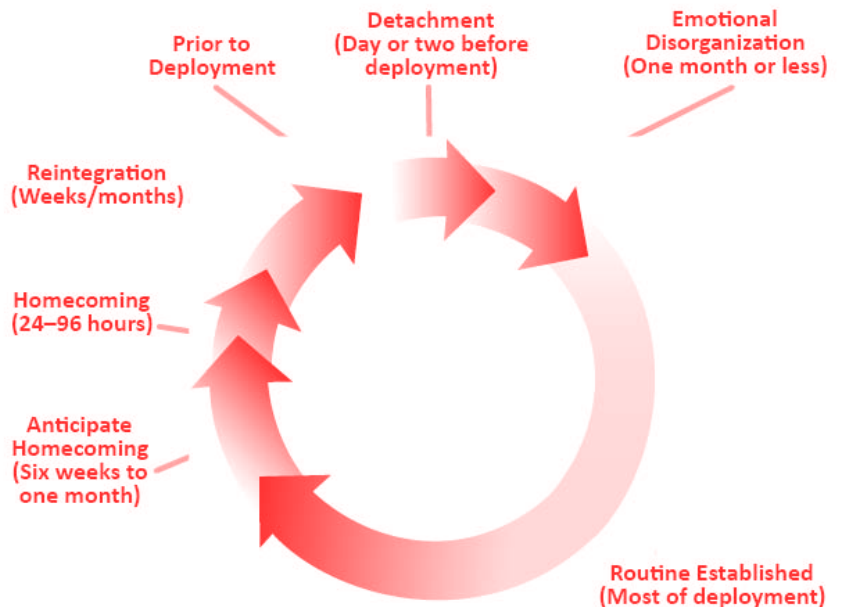 Prior to
Deployment
Detachment
(Day or two before
deployment)
Emotional
Disorganization
(One month or less)
Reintegration
(Weeks/months)
Homecoming
(24–96 hours)
Anticipate
Homecoming
(Six weeks to
one month)
Routine Established
(Most of deployment)